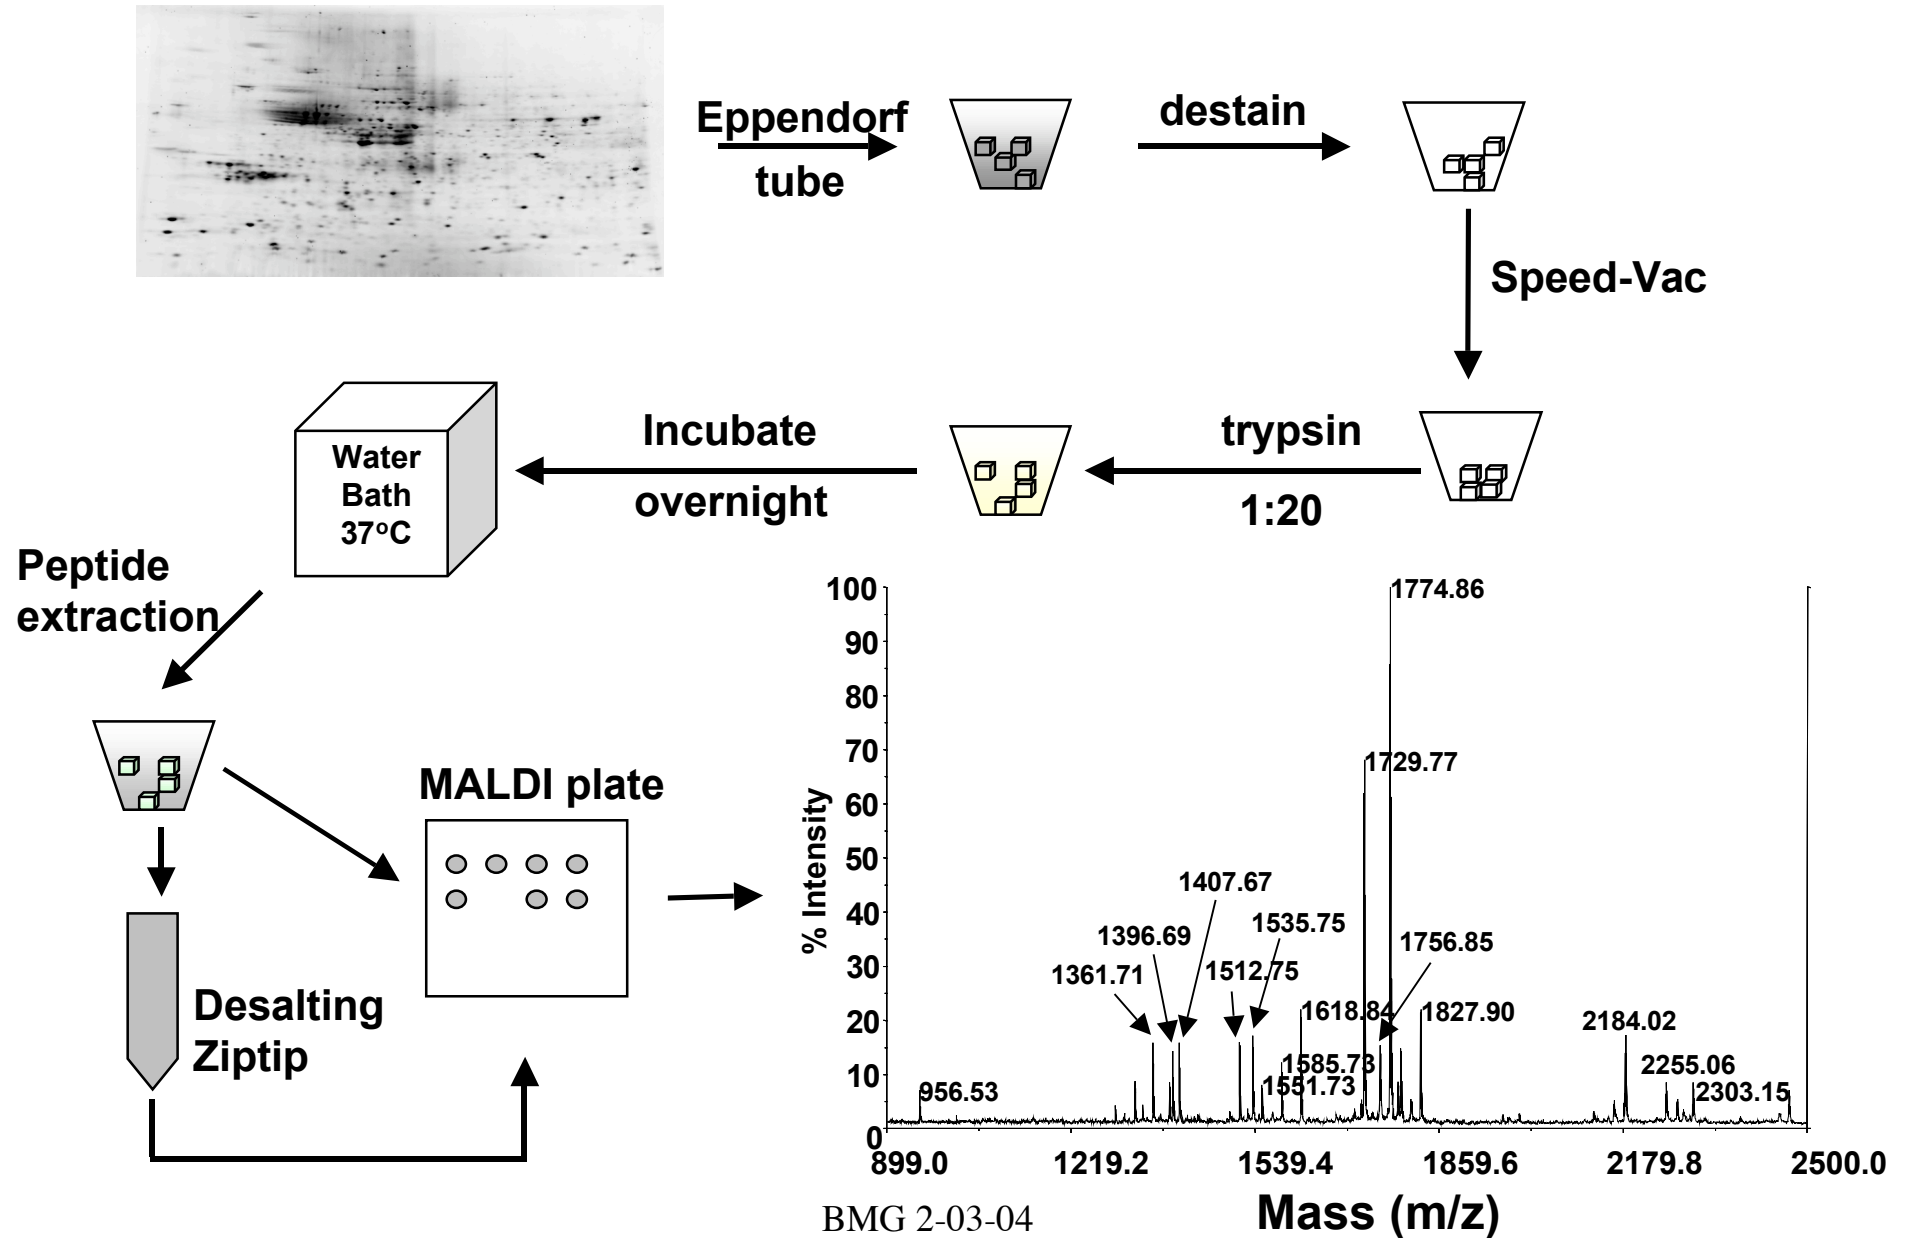 Eppendorf
tube
destain
Speed-Vac
trypsin
1:20
Incubate
overnight
Water
Bath
37°C
Peptide
extraction
MALDI plate
Desalting
Ziptip
% Intensity
100
90
80
70
60
50
40
30
20
10
0
1774.86
1729.77
1407.67
1535.75
1396.69
1756.85
1361.71
1512.75
1618.84
1827.90
2184.02
1585.73
2255.06
1551.73
956.53
2303.15
899.0
1219.2
1539.4
1859.6
2179.8
2500.0
Mass (m/z)
BMG 2-03-04